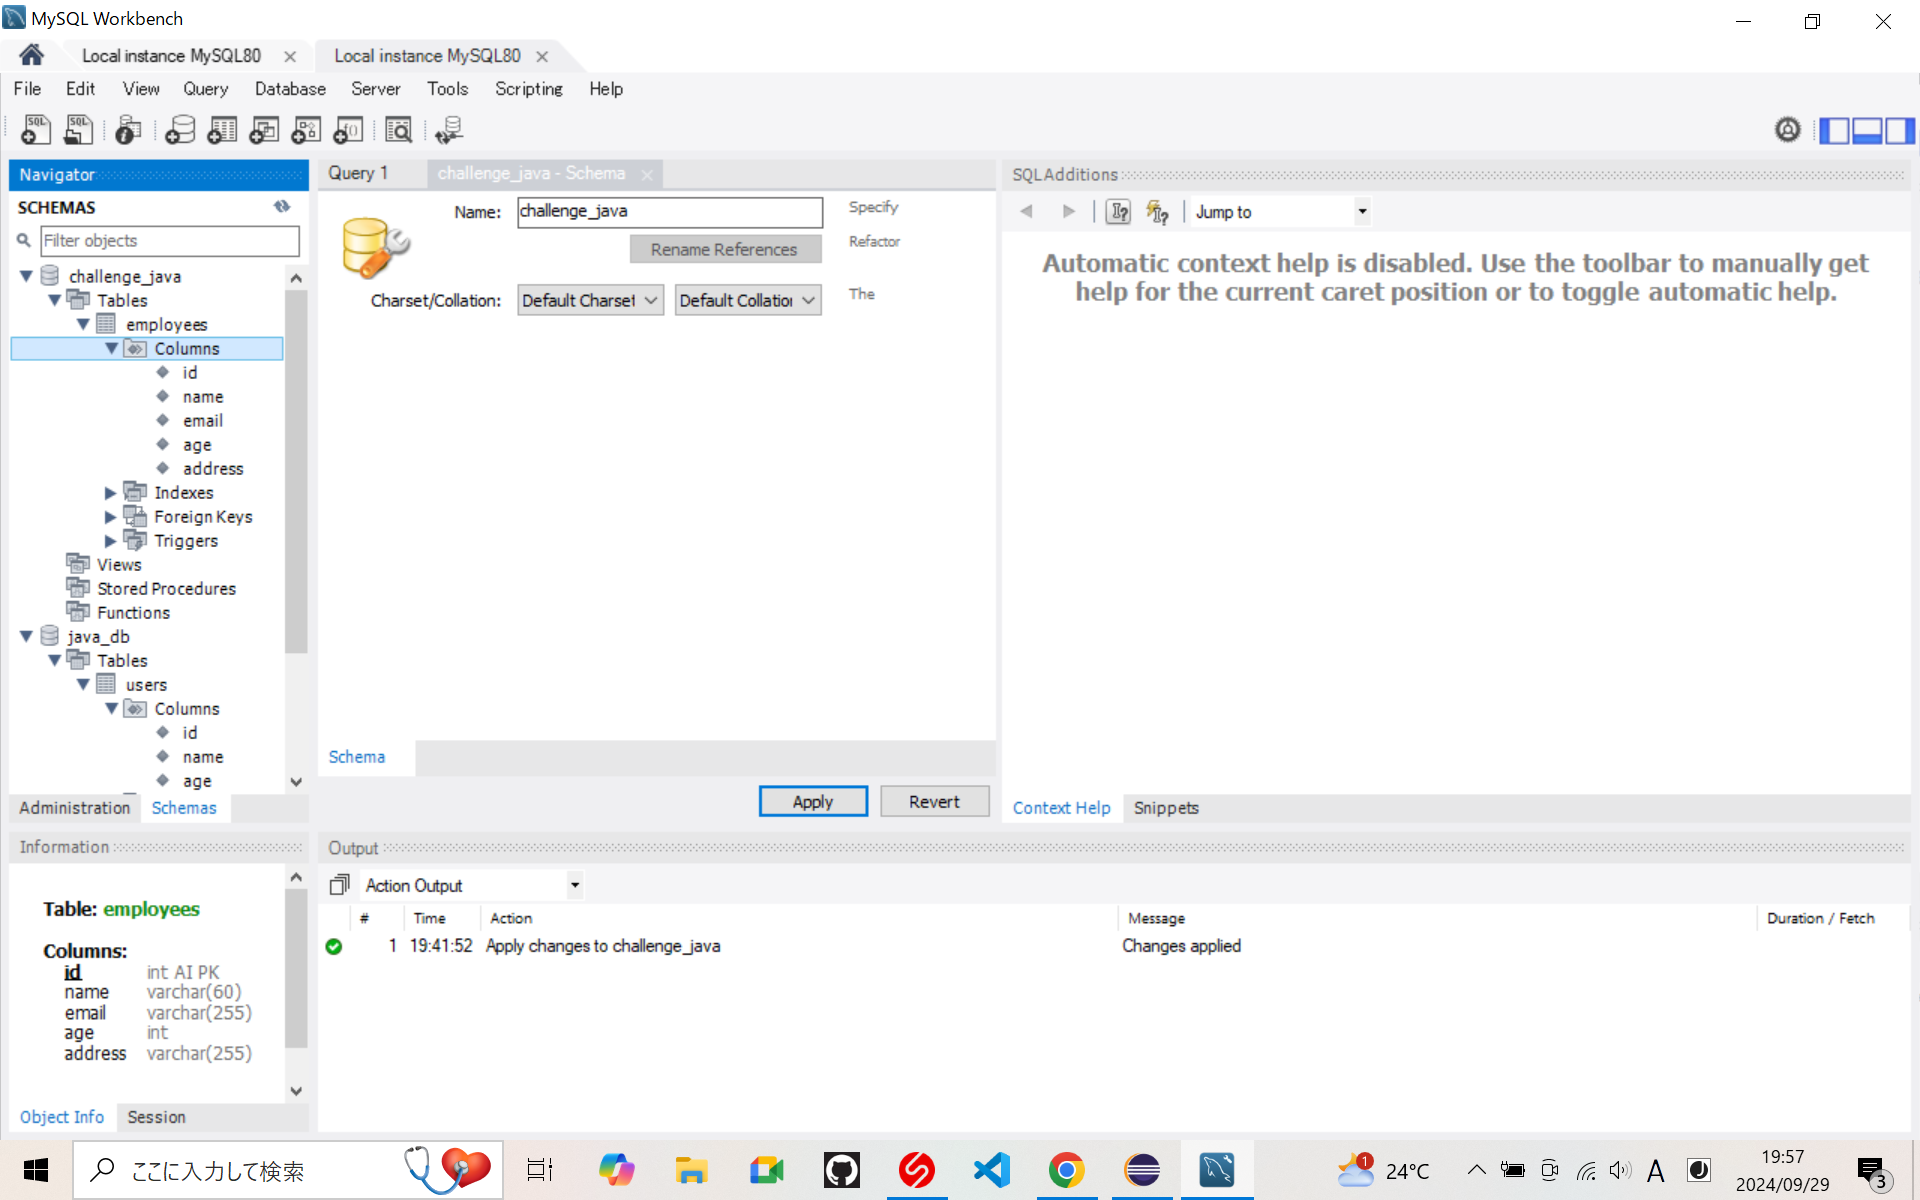 MySQL Workbench
Local instance MySQL80
Local instance MySQL80
File Edit View Query Database Server Tools Scripting Help
Navigator
SCHEMAS
Filter objects
challenge_java
Tables
employees
Columns
id
name
email
age
address
Indexes
Foreign Keys
Triggers
Views
Stored Procedures
Functions
java_db
Tables
users
Columns
id
name
age
Administration Schemas
Query 1
challenge_java - Schema
Name: challenge_java Specify
Rename References Refactor
Charset/Collation: Default Charset Default Collation The
Schema
Apply Revert
SQLAdditions
Jump to
Automatic context help is disabled. Use the toolbar to manually get
help for the current caret position or to toggle automatic help.
Context Help Snippets
Information
Table: employees
Columns:
id int AI PK
name varchar(60)
email varchar(255)
age int
address varchar(255)
Object Info Session
Output
Action Output
# Time Action Message Duration / Fetch
1 19:41:52 Apply changes to challenge_java Changes applied
ここに入力して検索
1
24°C
A
19:57
2024/09/29
3